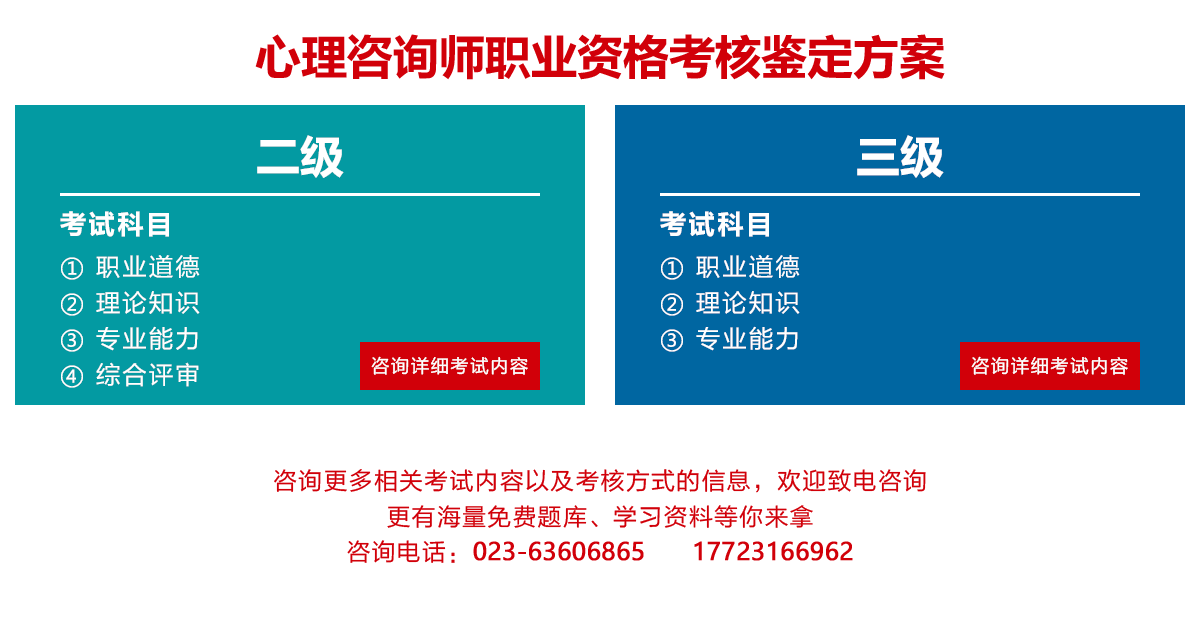 心理咨询师职业资格考核鉴定方案
二级
考试科目
① 职业道德
② 理论知识
③ 专业能力
④ 综合评审
咨询详细考试内容
三级
考试科目
① 职业道德
② 理论知识
③ 专业能力
咨询详细考试内容
咨询更多相关考试内容以及考核方式的信息，欢迎致电咨询
更有海量免费题库、学习资料等你来拿
咨询电话：023-63606865 17723166962